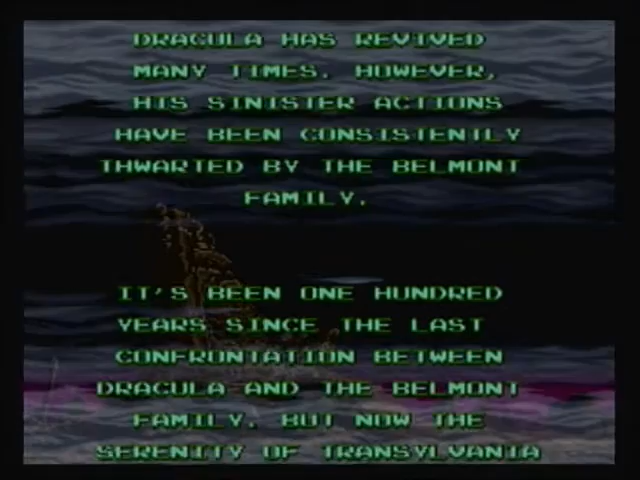 DRACULA HAS REVIVED
MANY TIMES. HOWEVER,
HIS SINISTER ACTIONS
HAVE BEEN CONSISTENTLY
THWARTED BY THE BELMONT
FAMILY.
IT'S BEEN ONE HUNDRED
YEARS SINCE THE LAST
CONFRONTATION BETWEEN
DRACULA AND THE BELMONT
FAMILY. BUT NOW THE
SERENITY OF TRANSYLVANIA